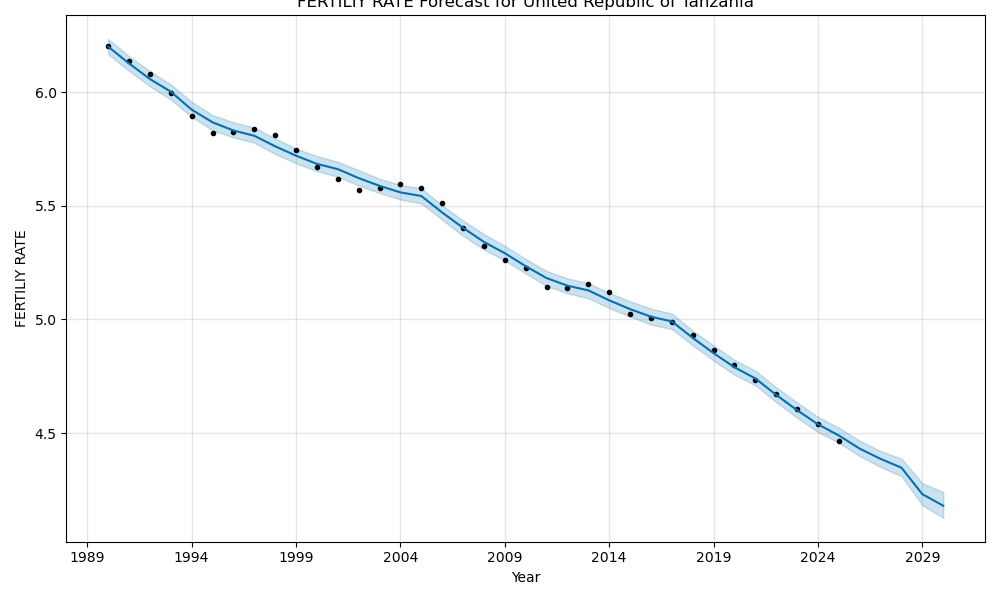 FERTILIY RATE Forecast for United Republic of Tanzania
6.0
5.5
5.0
4.5
FERTILIY RATE
1989 1994 1999 2004 2009 2014 2019 2024 2029
Year